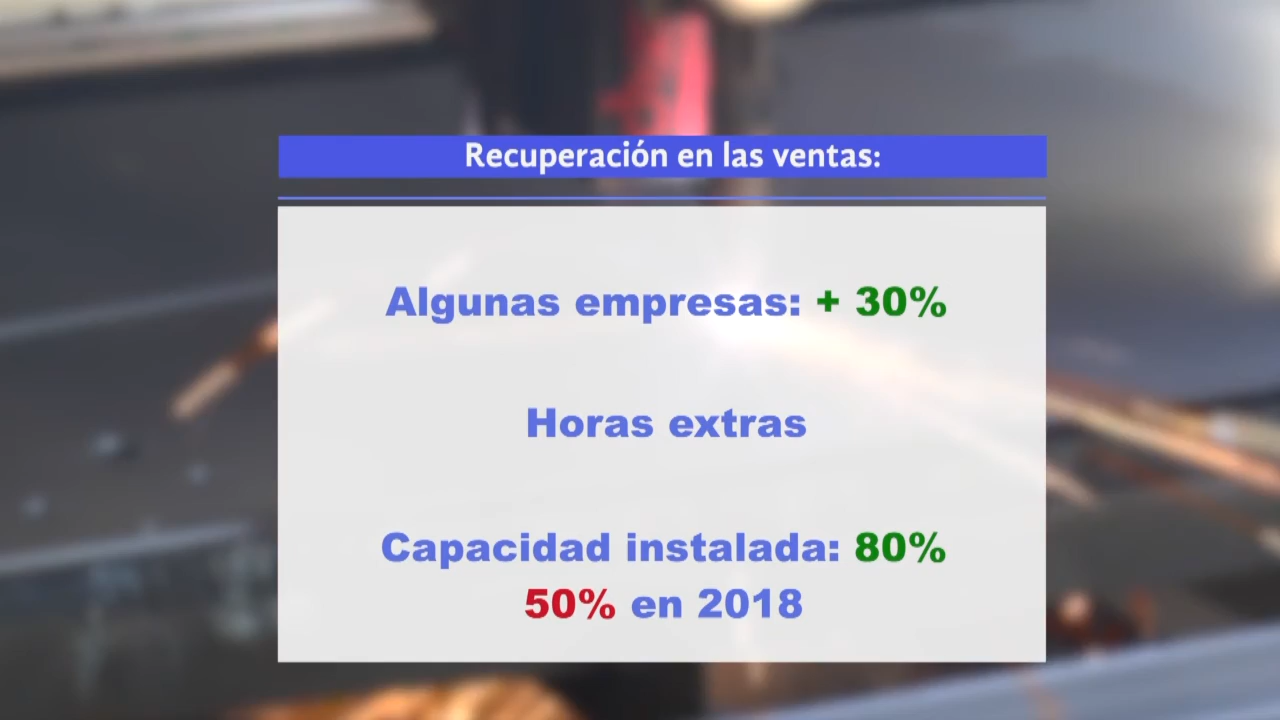 Recuperación en las ventas:
Algunas empresas: + 30%
Horas extras
Capacidad instalada: 80%
50% en 2018